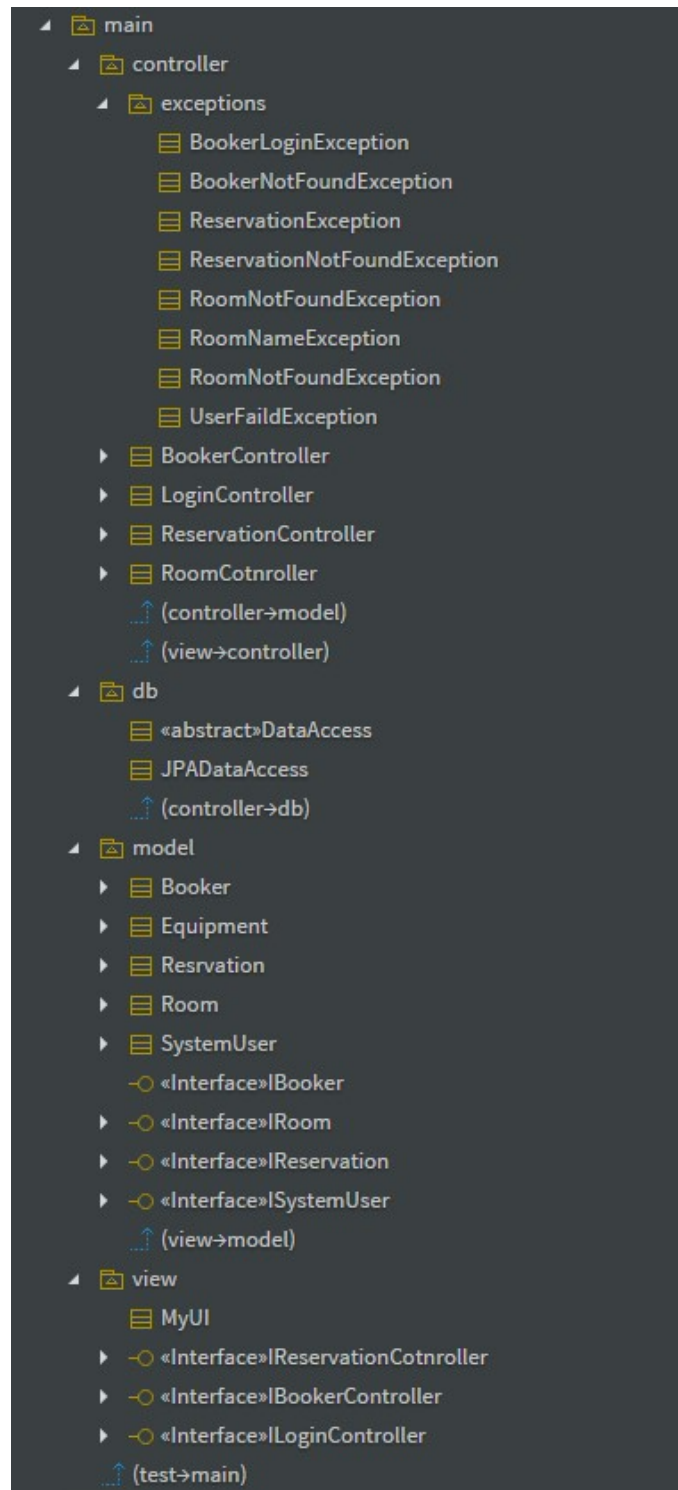 main
controller
exceptions
BookerLoginException
BookerNotFoundException
ReservationException
ReservationNotFoundException
RoomNotFoundException
RoomNameException
RoomNotFoundException
UserFaildException
BookerController
LoginController
ReservationController
RoomCotnroller
(controller→model)
(view→controller)
db
«abstract»DataAccess
JPADataAccess
(controller→db)
model
Booker
Equipment
Resrvation
Room
SystemUser
«Interface»IBooker
«Interface»IRoom
«Interface»IReservation
«Interface»ISystemUser
(view→model)
view
MyUI
«Interface»IReservationCotnroller
«Interface»IBookerController
«Interface»ILoginController
(test→main)